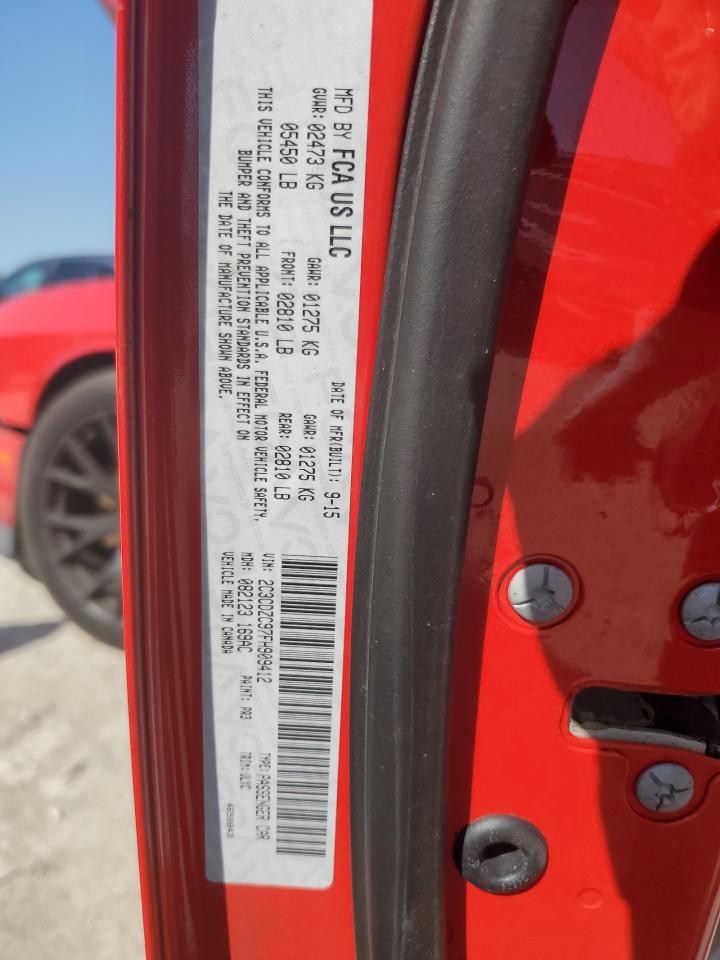 MFD BY FCA US LLC
DATE OF MFR(BUILT): 9-15
GVWR: 02473 KG
GAWR: 01275 KG
GAWR: 01275 KG
05450 LB
FRONT: 02810 LB
REAR: 02810 LB
THIS VEHICLE CONFORMS TO ALL APPLICABLE U.S.A. FEDERAL MOTOR VEHICLE SAFETY,
BUMPER AND THEFT PREVENTION STANDARDS IN EFFECT ON
THE DATE OF MANUFACTURE SHOWN ABOVE.
VIN: 2C3CDZC97FH909412
TYPE: PASSENGER CAR
MDH: 082123 169AC
PAINT: PR3
TRIM: ULYC
VEHICLE MADE IN CANADA